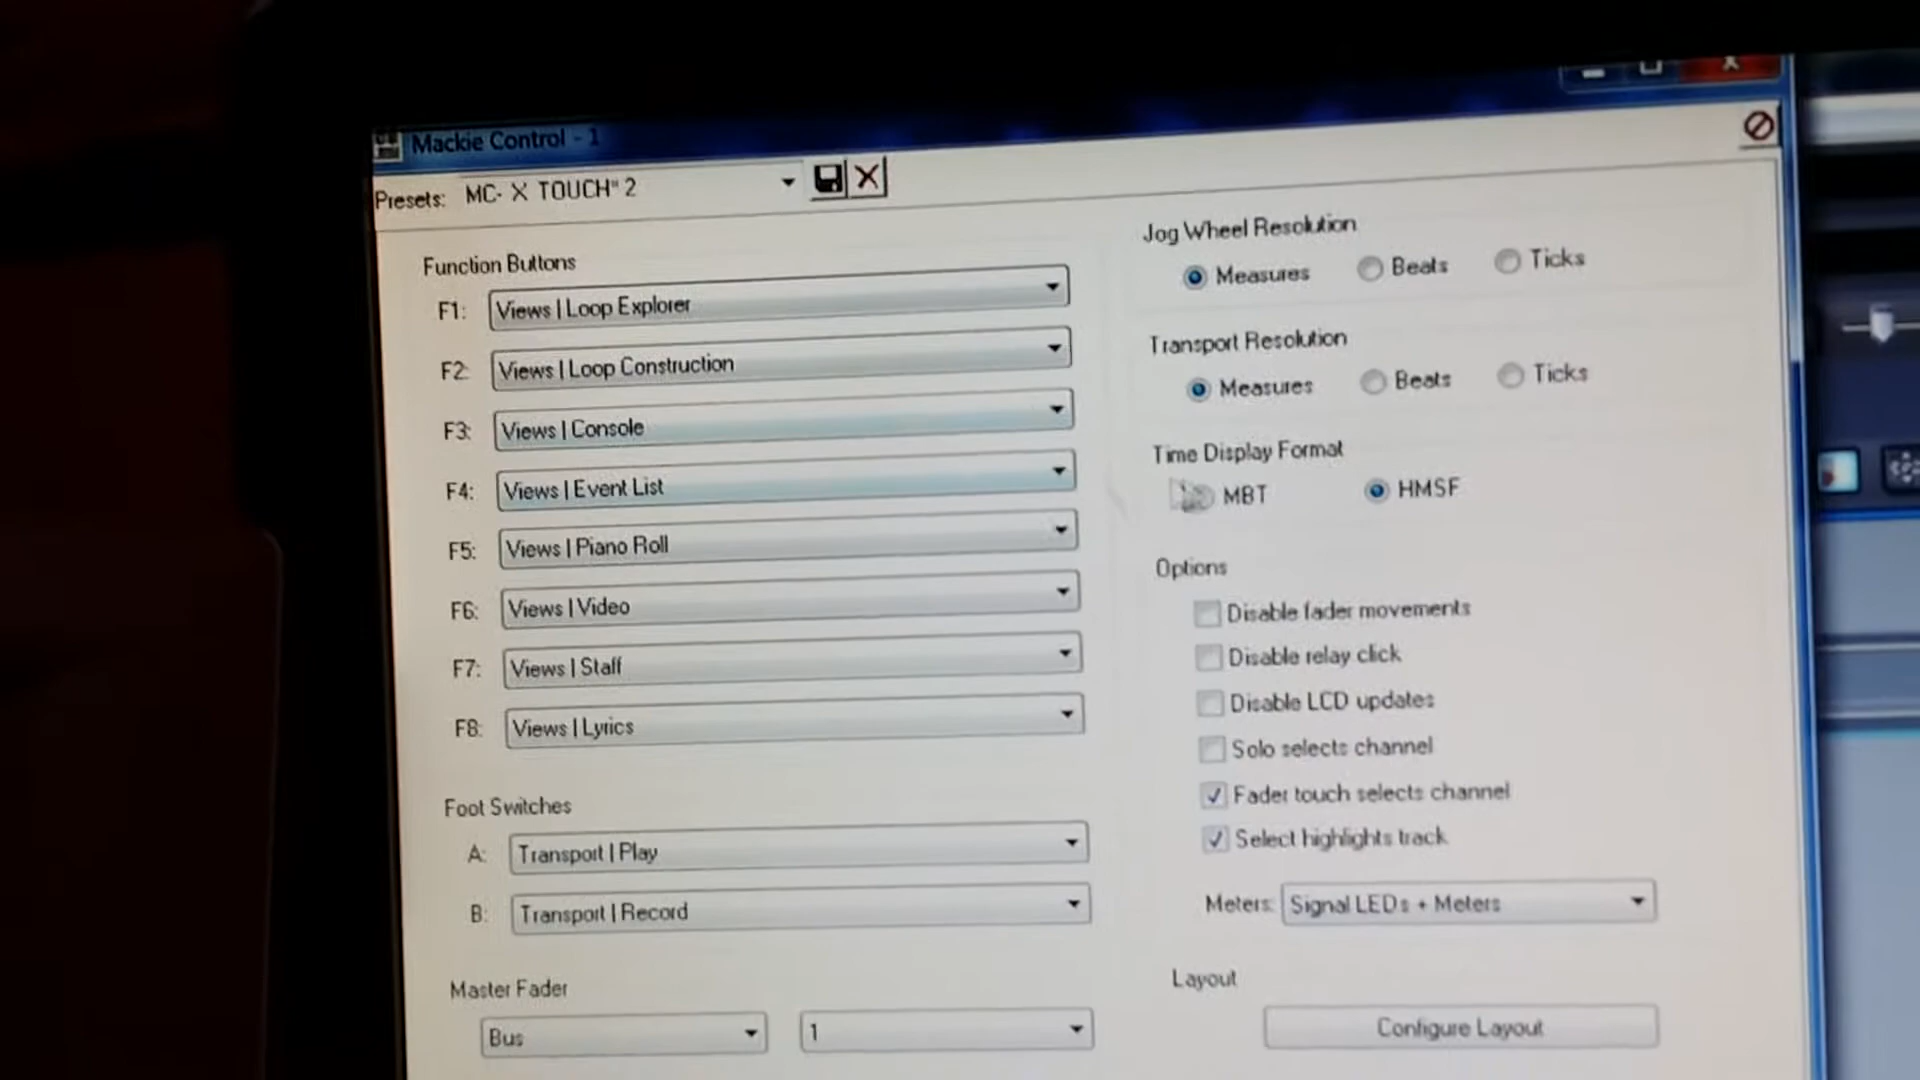 Mackie Control - 1
Presets: MC- X TOUCH" 2
Function Buttons
F1: Views | Loop Explorer
F2: Views | Loop Construction
F3: Views | Console
F4: Views | Event List
F5: Views | Piano Roll
F6: Views | Video
F7: Views | Staff
F8: Views | Lyrics
Foot Switches
A: Transport | Play
B: Transport | Record
Master Fader
Bus 1
Jog Wheel Resolution
Measures Beats Ticks
Transport Resolution
Measures Beats Ticks
Time Display Format
MBT HMSF
Options
Disable fader movements
Disable relay click
Disable LCD updates
Solo selects channel
Fader touch selects channel
Select highlights track
Meters: Signal LEDs + Meters
Layout
Configure Layout